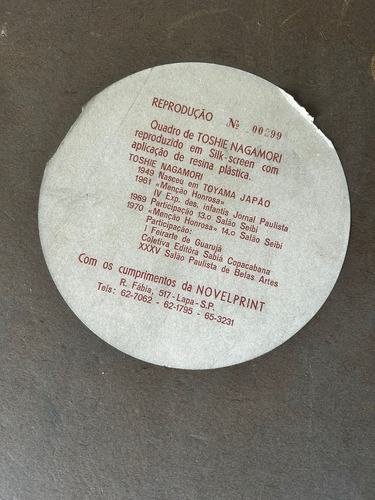 REPRODUÇÃO Nº 00299
Quadro de TOSHIE NAGAMORI
reproduzido em Silk-screen com
aplicação de resina plástica.
TOSHIE NAGAMORI
1949 Nasceu em TOYAMA JAPÃO
1961 «Menção Honrosa»
IV Exp. des. infantis Jornal Paulista
1969 Participação 13.o Salão Seibi
1970 «Menção Honrosa» 14.o Salão Seibi
Participação:
I Feirarte de Guarujá
Coletiva Editôra Sabiá Copacabana
XXXV Salão Paulista de Belas Artes
Com os cumprimentos da NOVELPRINT
R. Fábia, 517 - Lapa - S.P.
Tels: 62-7062 - 62-1795 - 65-3231